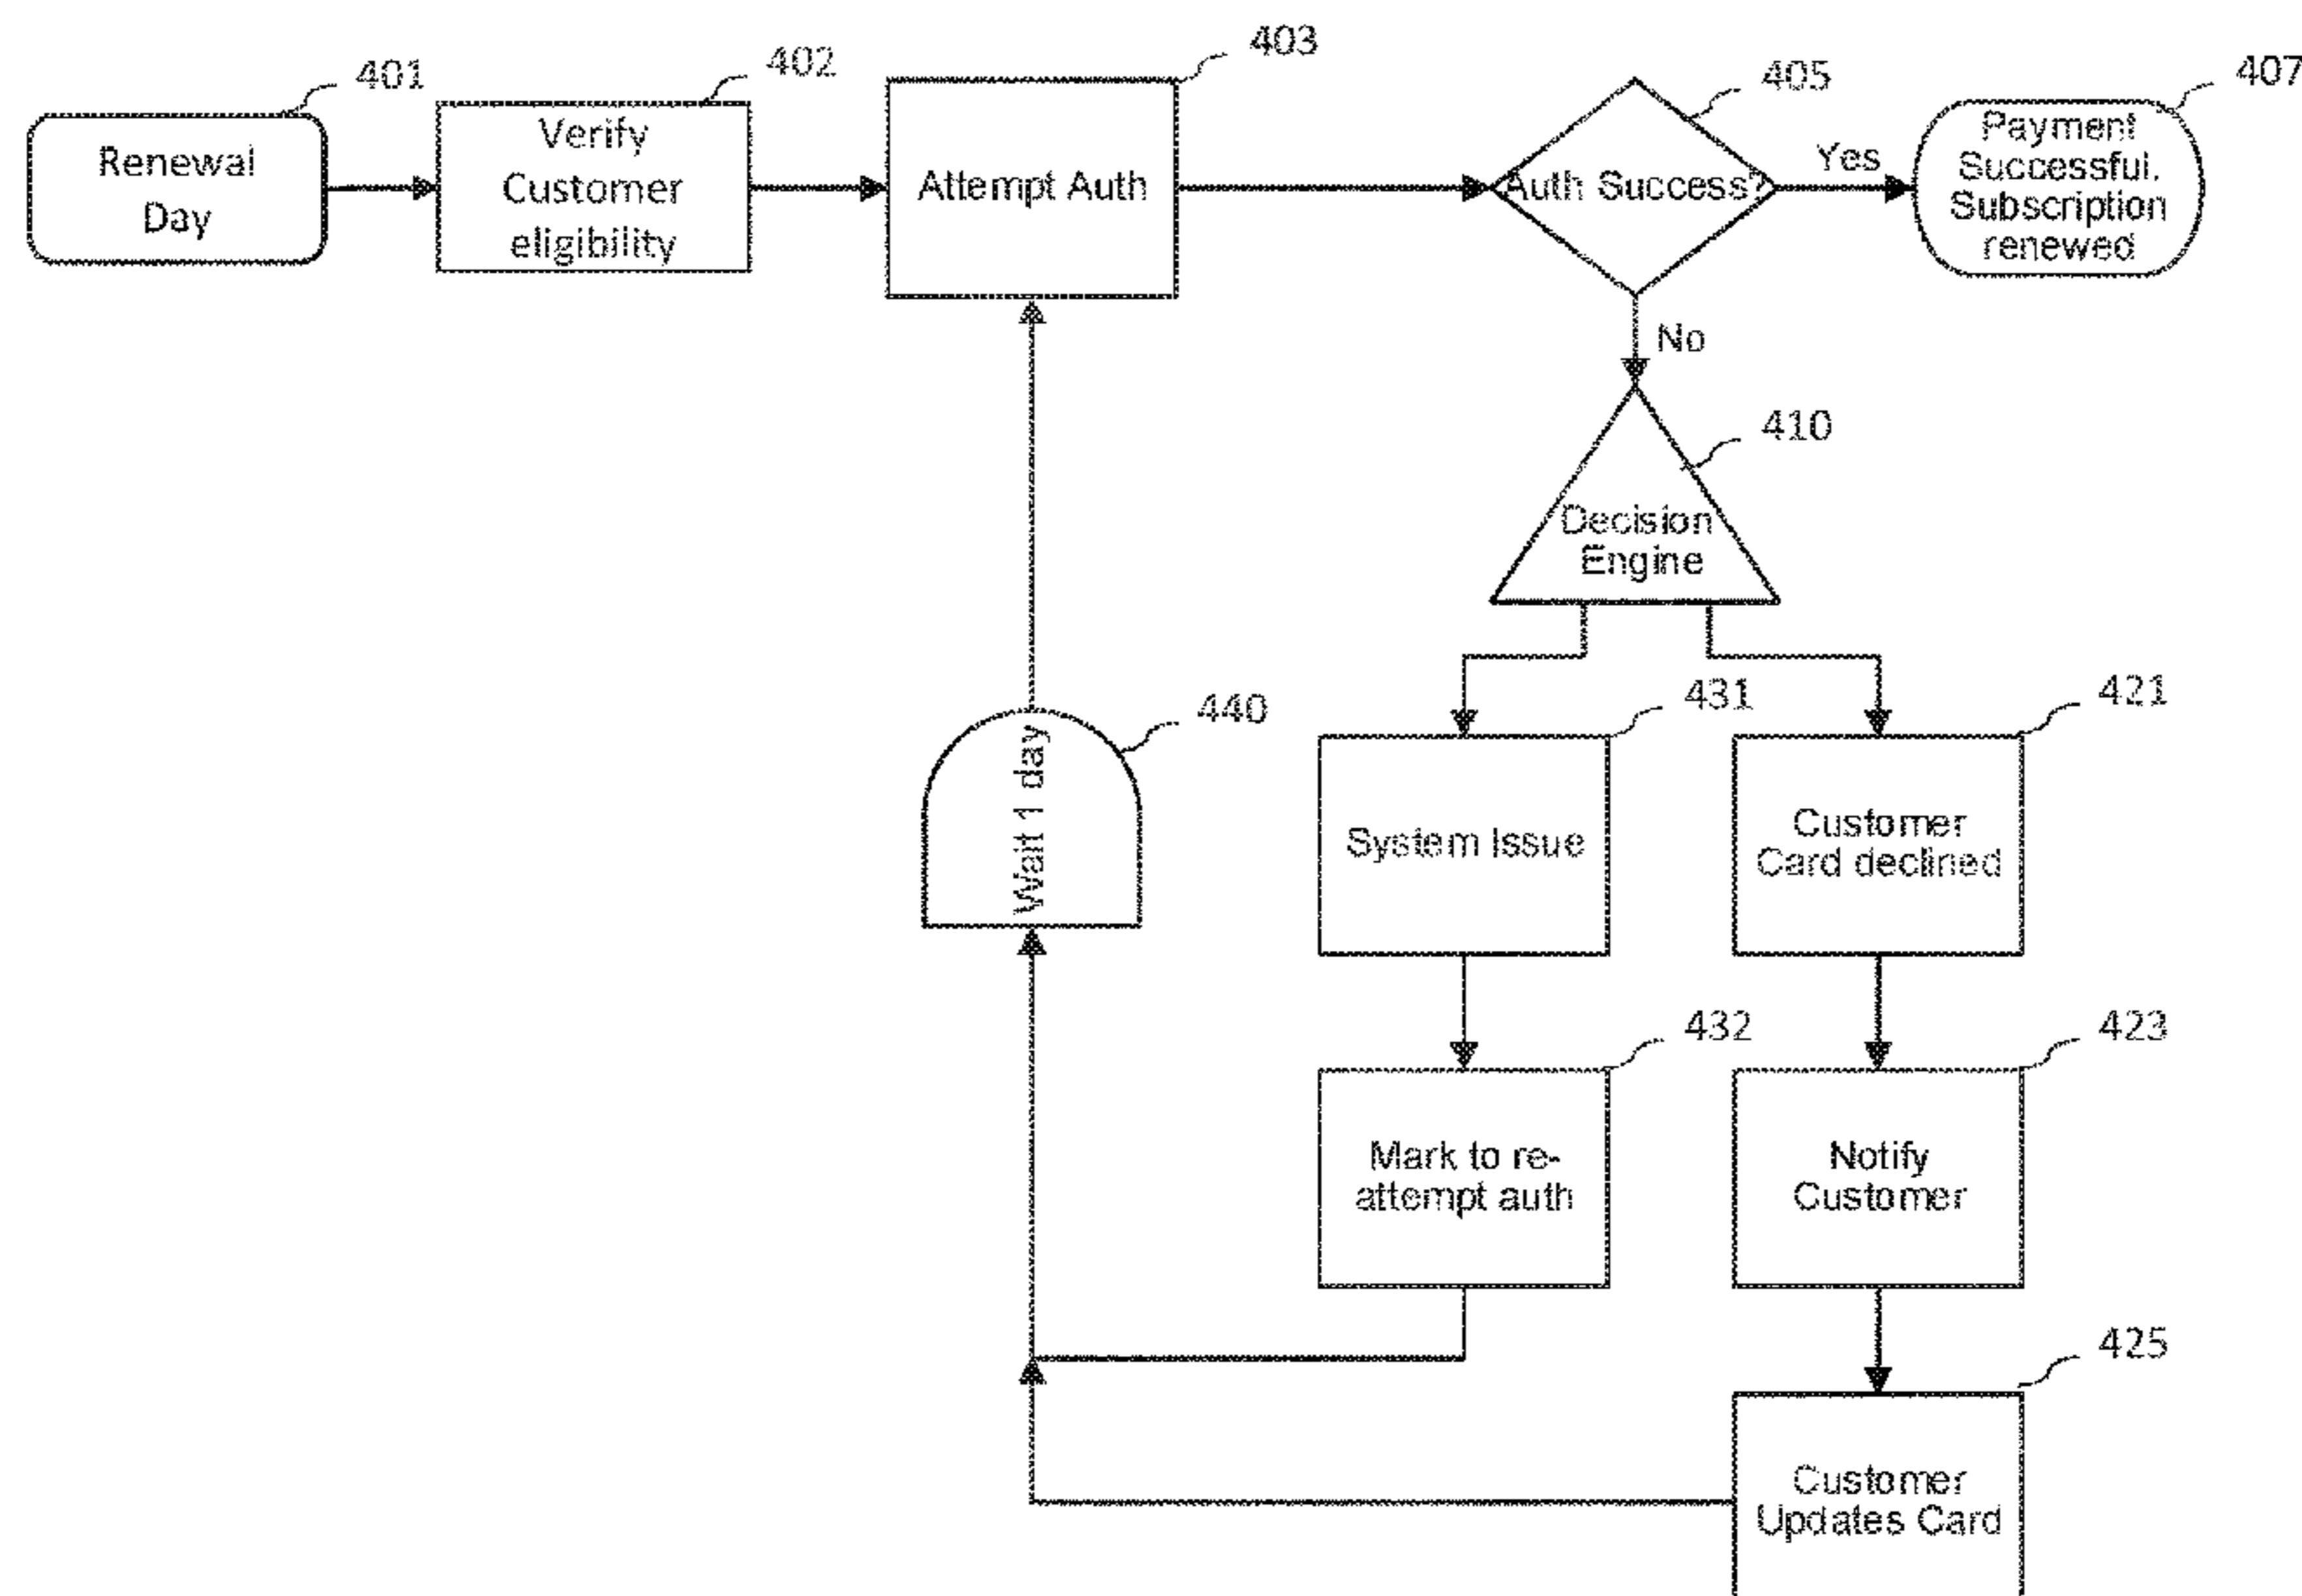 401
Renewal
Day
402
Verify
Customer
eligibility
403
Attempt Auth
405
Auth Success?
Yes
407
Payment
Successful.
Subscription
renewed
No
410
Decision
Engine
440
Wait 1 day
431
System Issue
421
Customer
Card declined
432
Mark to re-
attempt auth
423
Notify
Customer
425
Customer
Updates Card